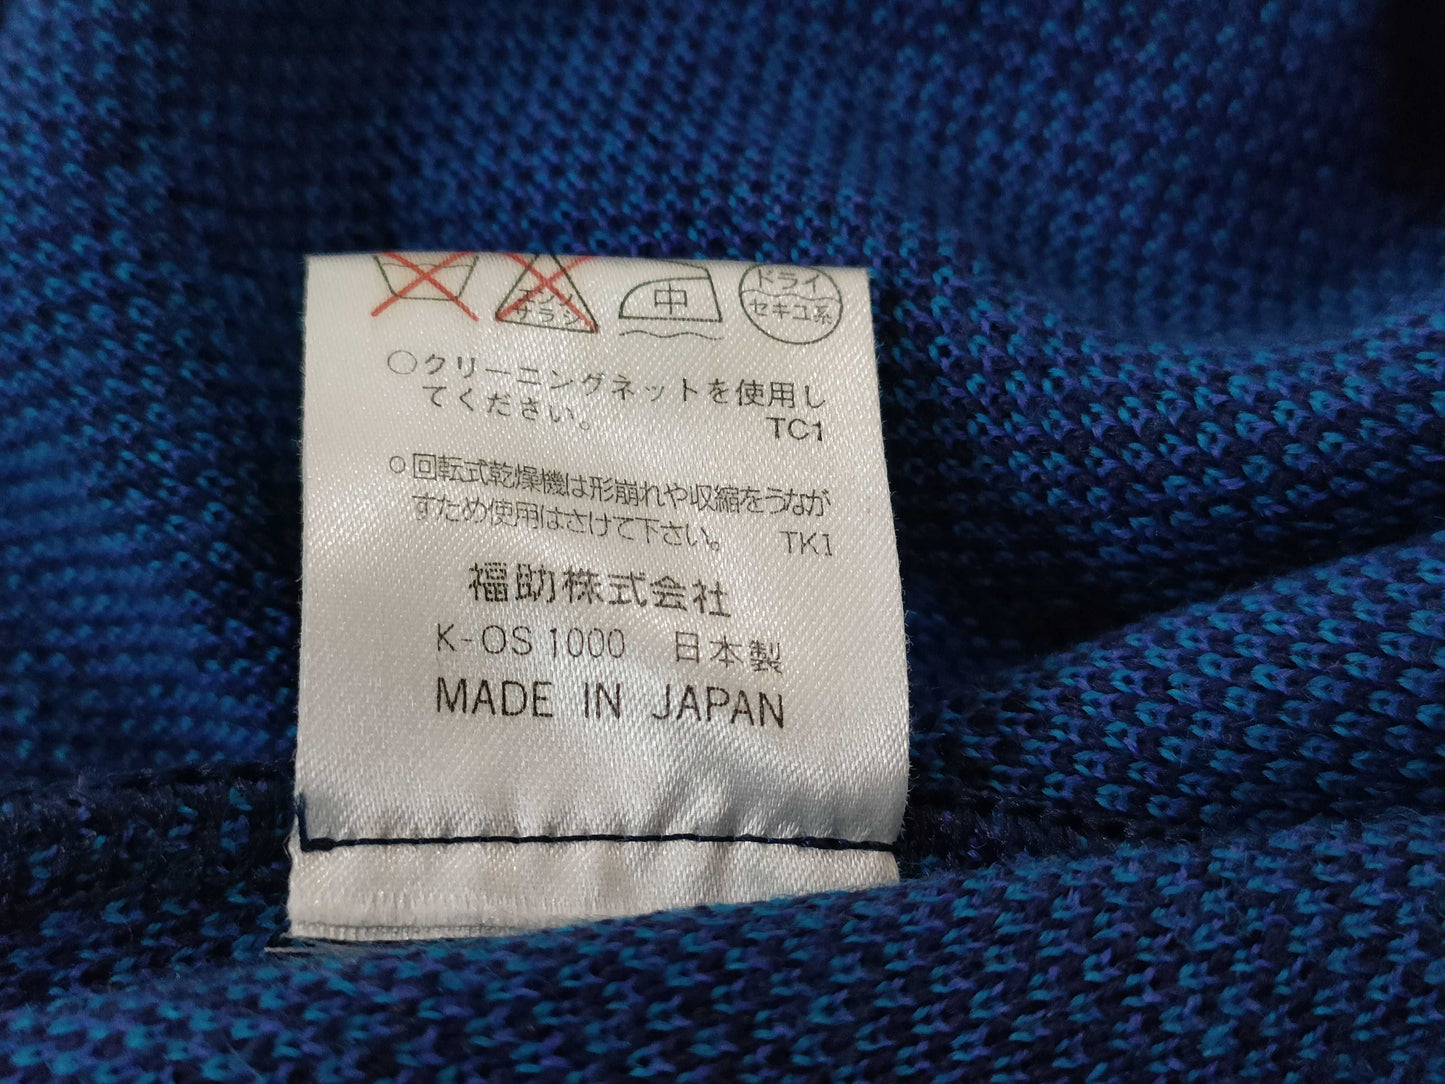 エンソ
サラシ
中
ドライ
セキユ系
○クリーニングネットを使用し
てください。
TC1
○回転式乾燥機は形崩れや収縮をうなが
すため使用はさけて下さい。 TK1
福助株式会社
K-OS 1000 日本製
MADE IN JAPAN